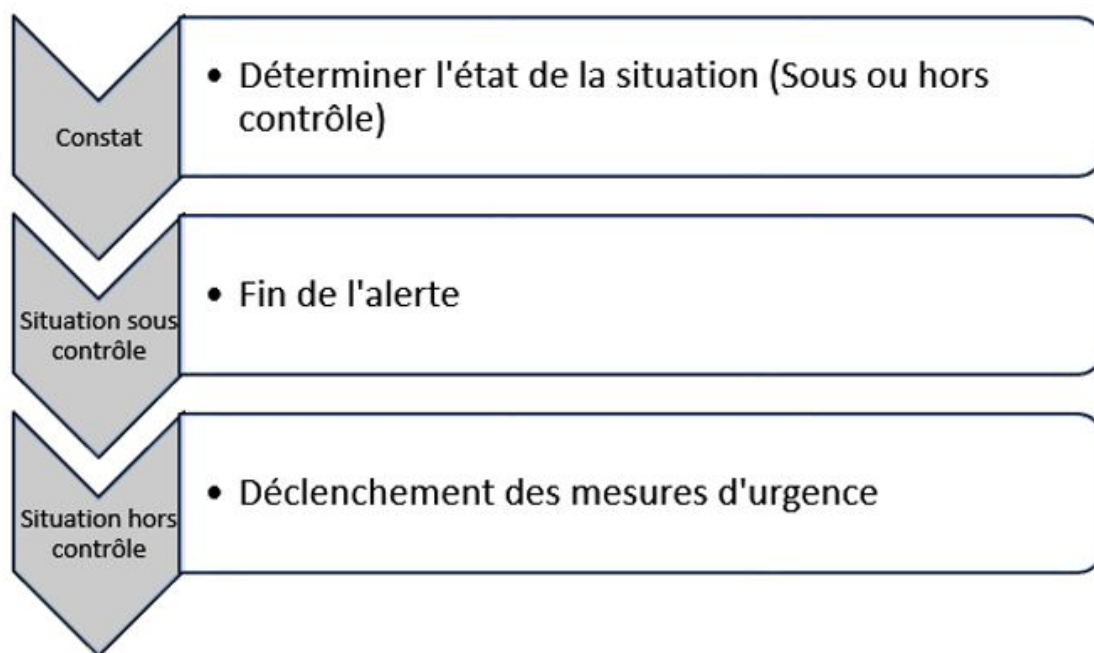 Constat
• Déterminer l'état de la situation (Sous ou hors
contrôle)
Situation sous
contrôle
• Fin de l'alerte
Situation hors
contrôle
• Déclenchement des mesures d'urgence